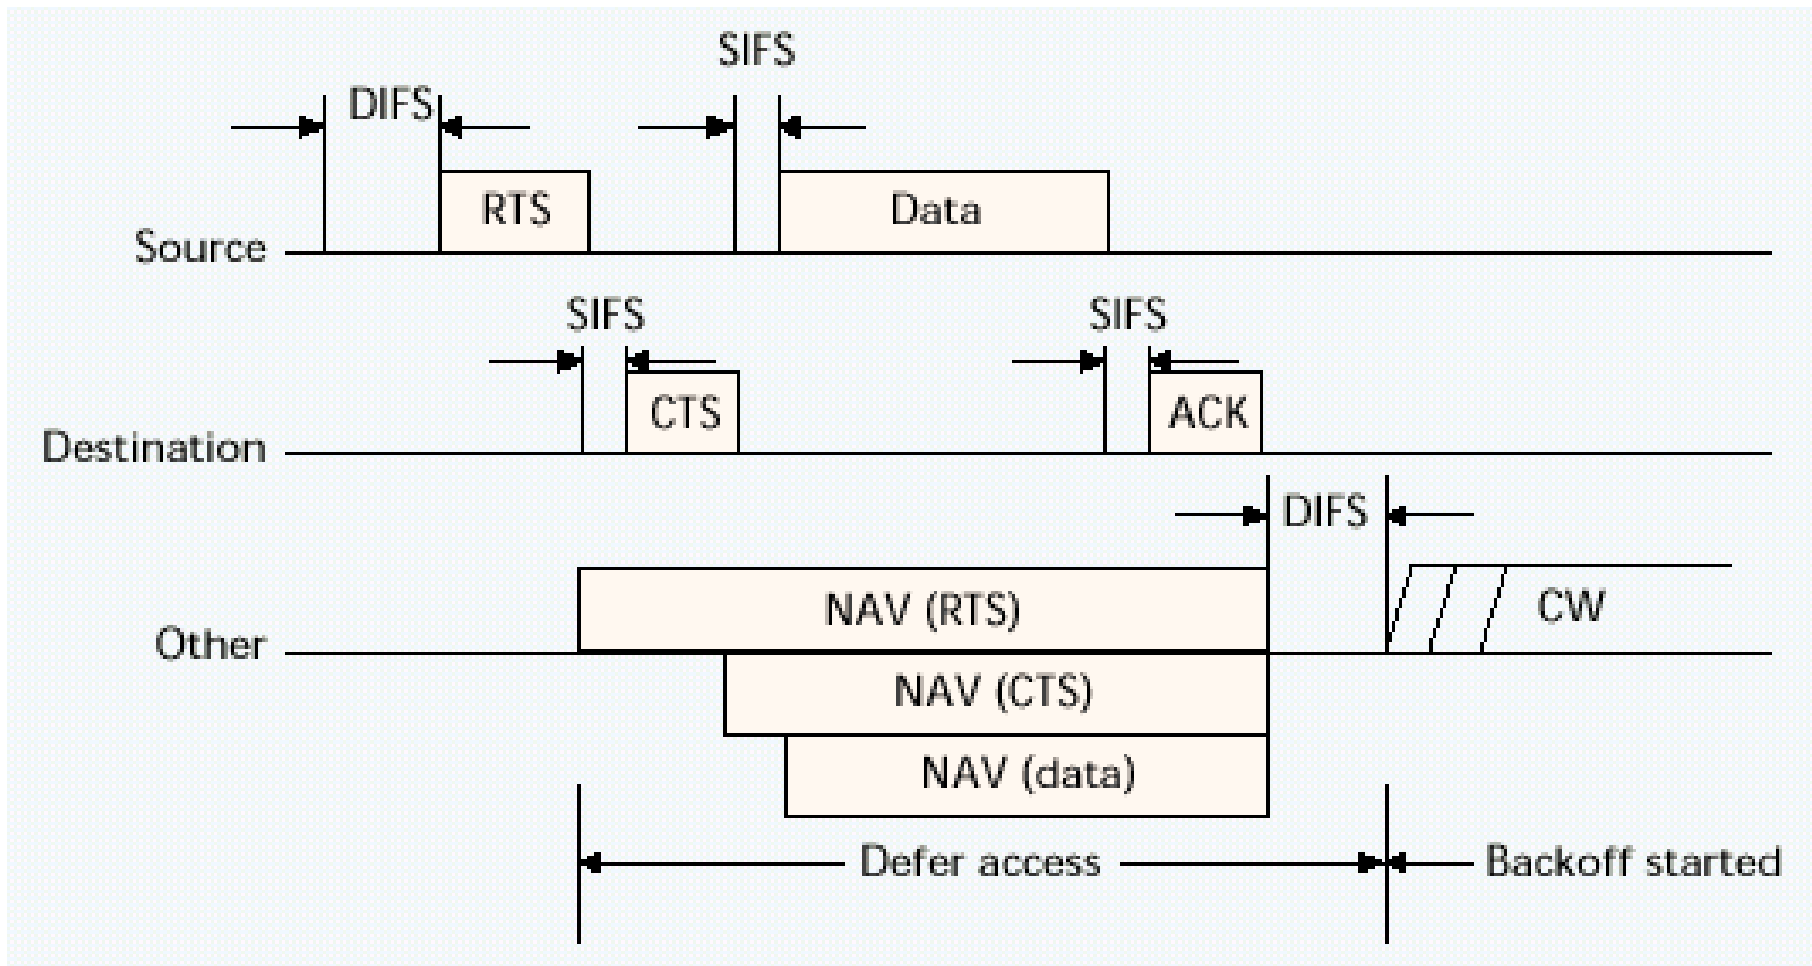 SIFS
DIFS
RTS
Data
Source
SIFS
SIFS
CTS
ACK
Destination
DIFS
NAV (RTS)
CW
Other
NAV (CTS)
NAV (data)
Defer access
Backoff started